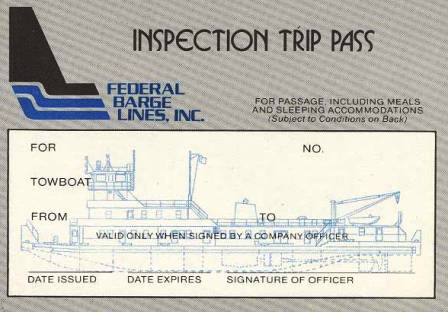 INSPECTION TRIP PASS
FEDERAL
BARGE
LINES, INC.
FOR PASSAGE, INCLUDING MEALS
AND SLEEPING ACCOMMODATIONS
(Subject to Conditions on Back)
FOR NO.
TOWBOAT
FROM TO
VALID ONLY WHEN SIGNED BY A COMPANY OFFICER
DATE ISSUED DATE EXPIRES SIGNATURE OF OFFICER